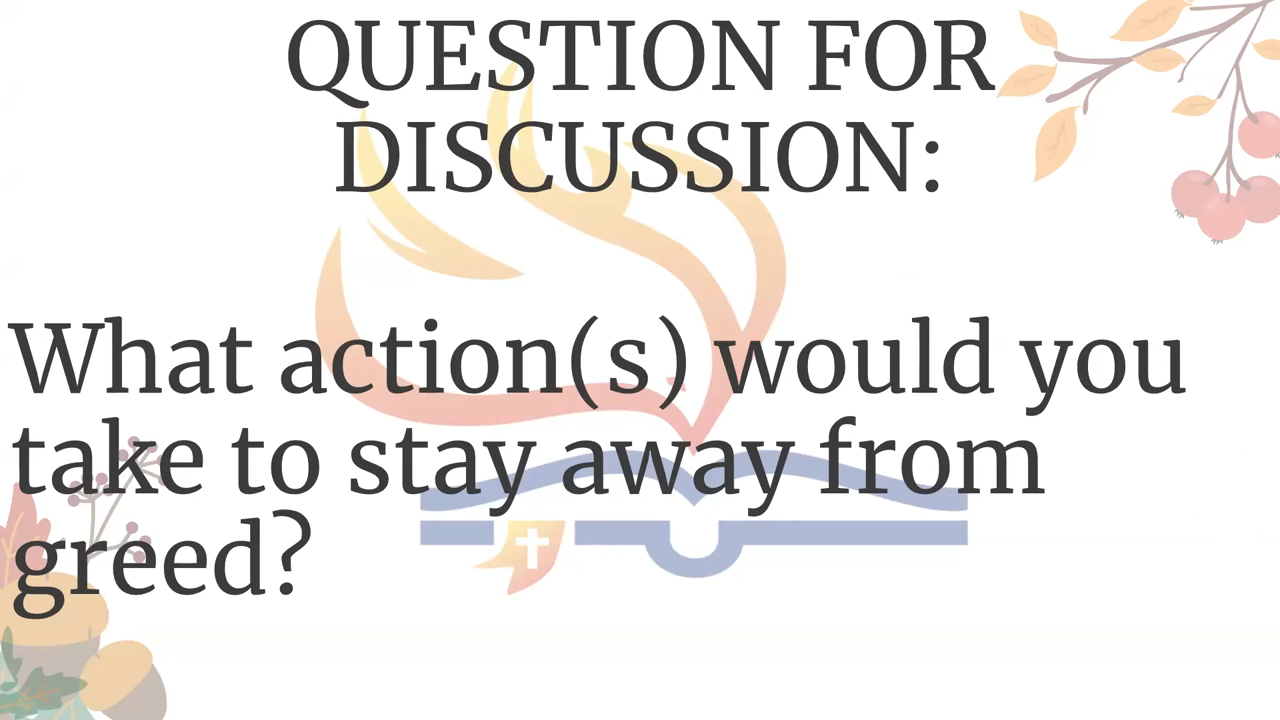 QUESTION FOR
DISCUSSION:
What action(s) would you
take to stay away from
greed?